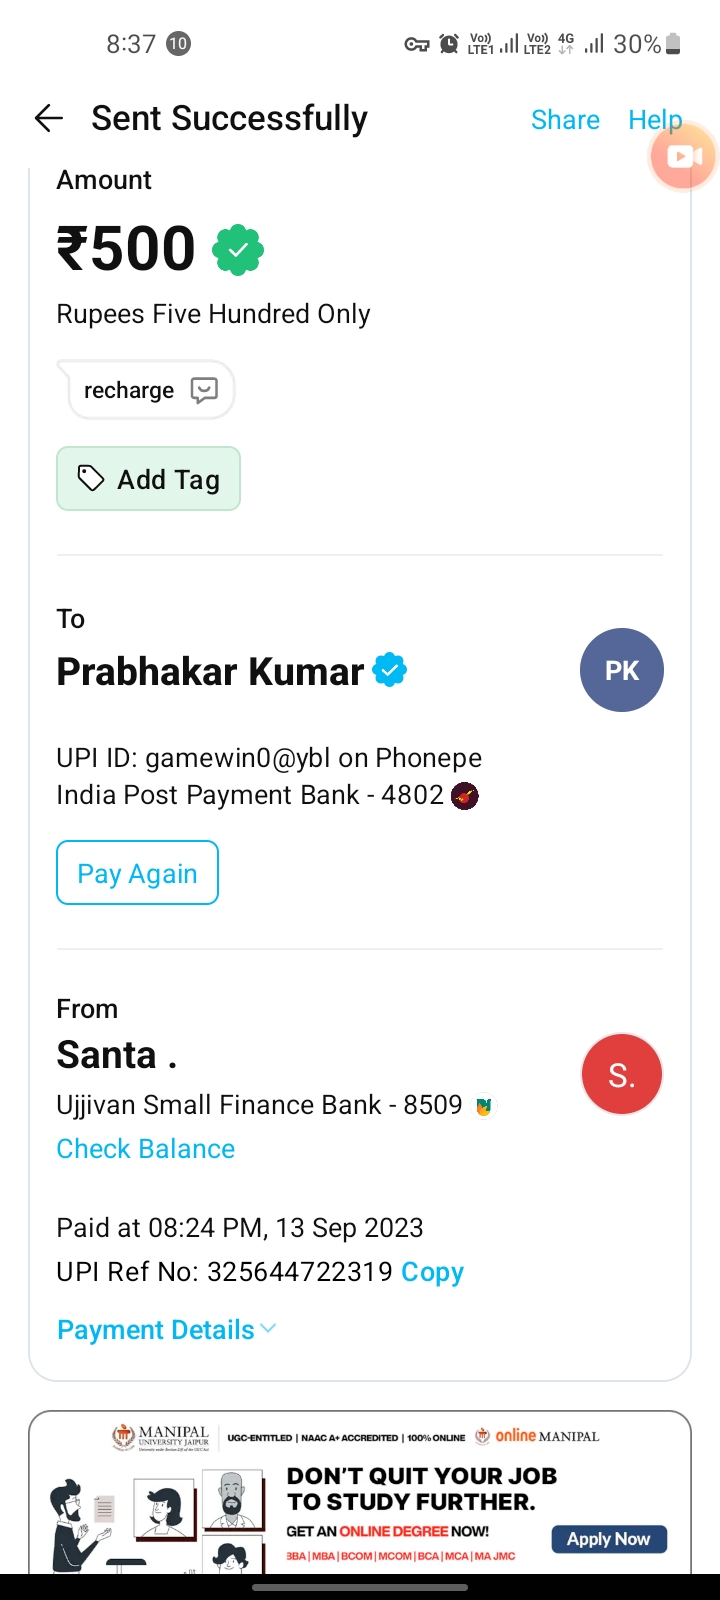 8:37 10 Vo)) LTE1 Vo)) LTE2 4G 30%
Sent Successfully Share Help
Amount
₹500
Rupees Five Hundred Only
recharge
Add Tag
To
Prabhakar Kumar
PK
UPI ID: gamewin0@ybl on Phonepe
India Post Payment Bank - 4802
Pay Again
From
Santa .
S.
Ujjivan Small Finance Bank - 8509
Check Balance
Paid at 08:24 PM, 13 Sep 2023
UPI Ref No: 325644722319 Copy
Payment Details
MANIPAL
UNIVERSITY JAIPUR
UGC-ENTITLED | NAAC A+ ACCREDITED | 100% ONLINE
online MANIPAL
DON'T QUIT YOUR JOB
TO STUDY FURTHER.
GET AN ONLINE DEGREE NOW!
Apply Now
BBA | MBA | BCOM | MCOM | BCA | MCA | MA JMC